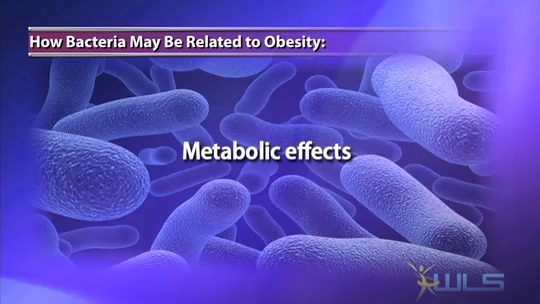 How Bacteria May Be Related to Obesity:
Metabolic effects
WLS